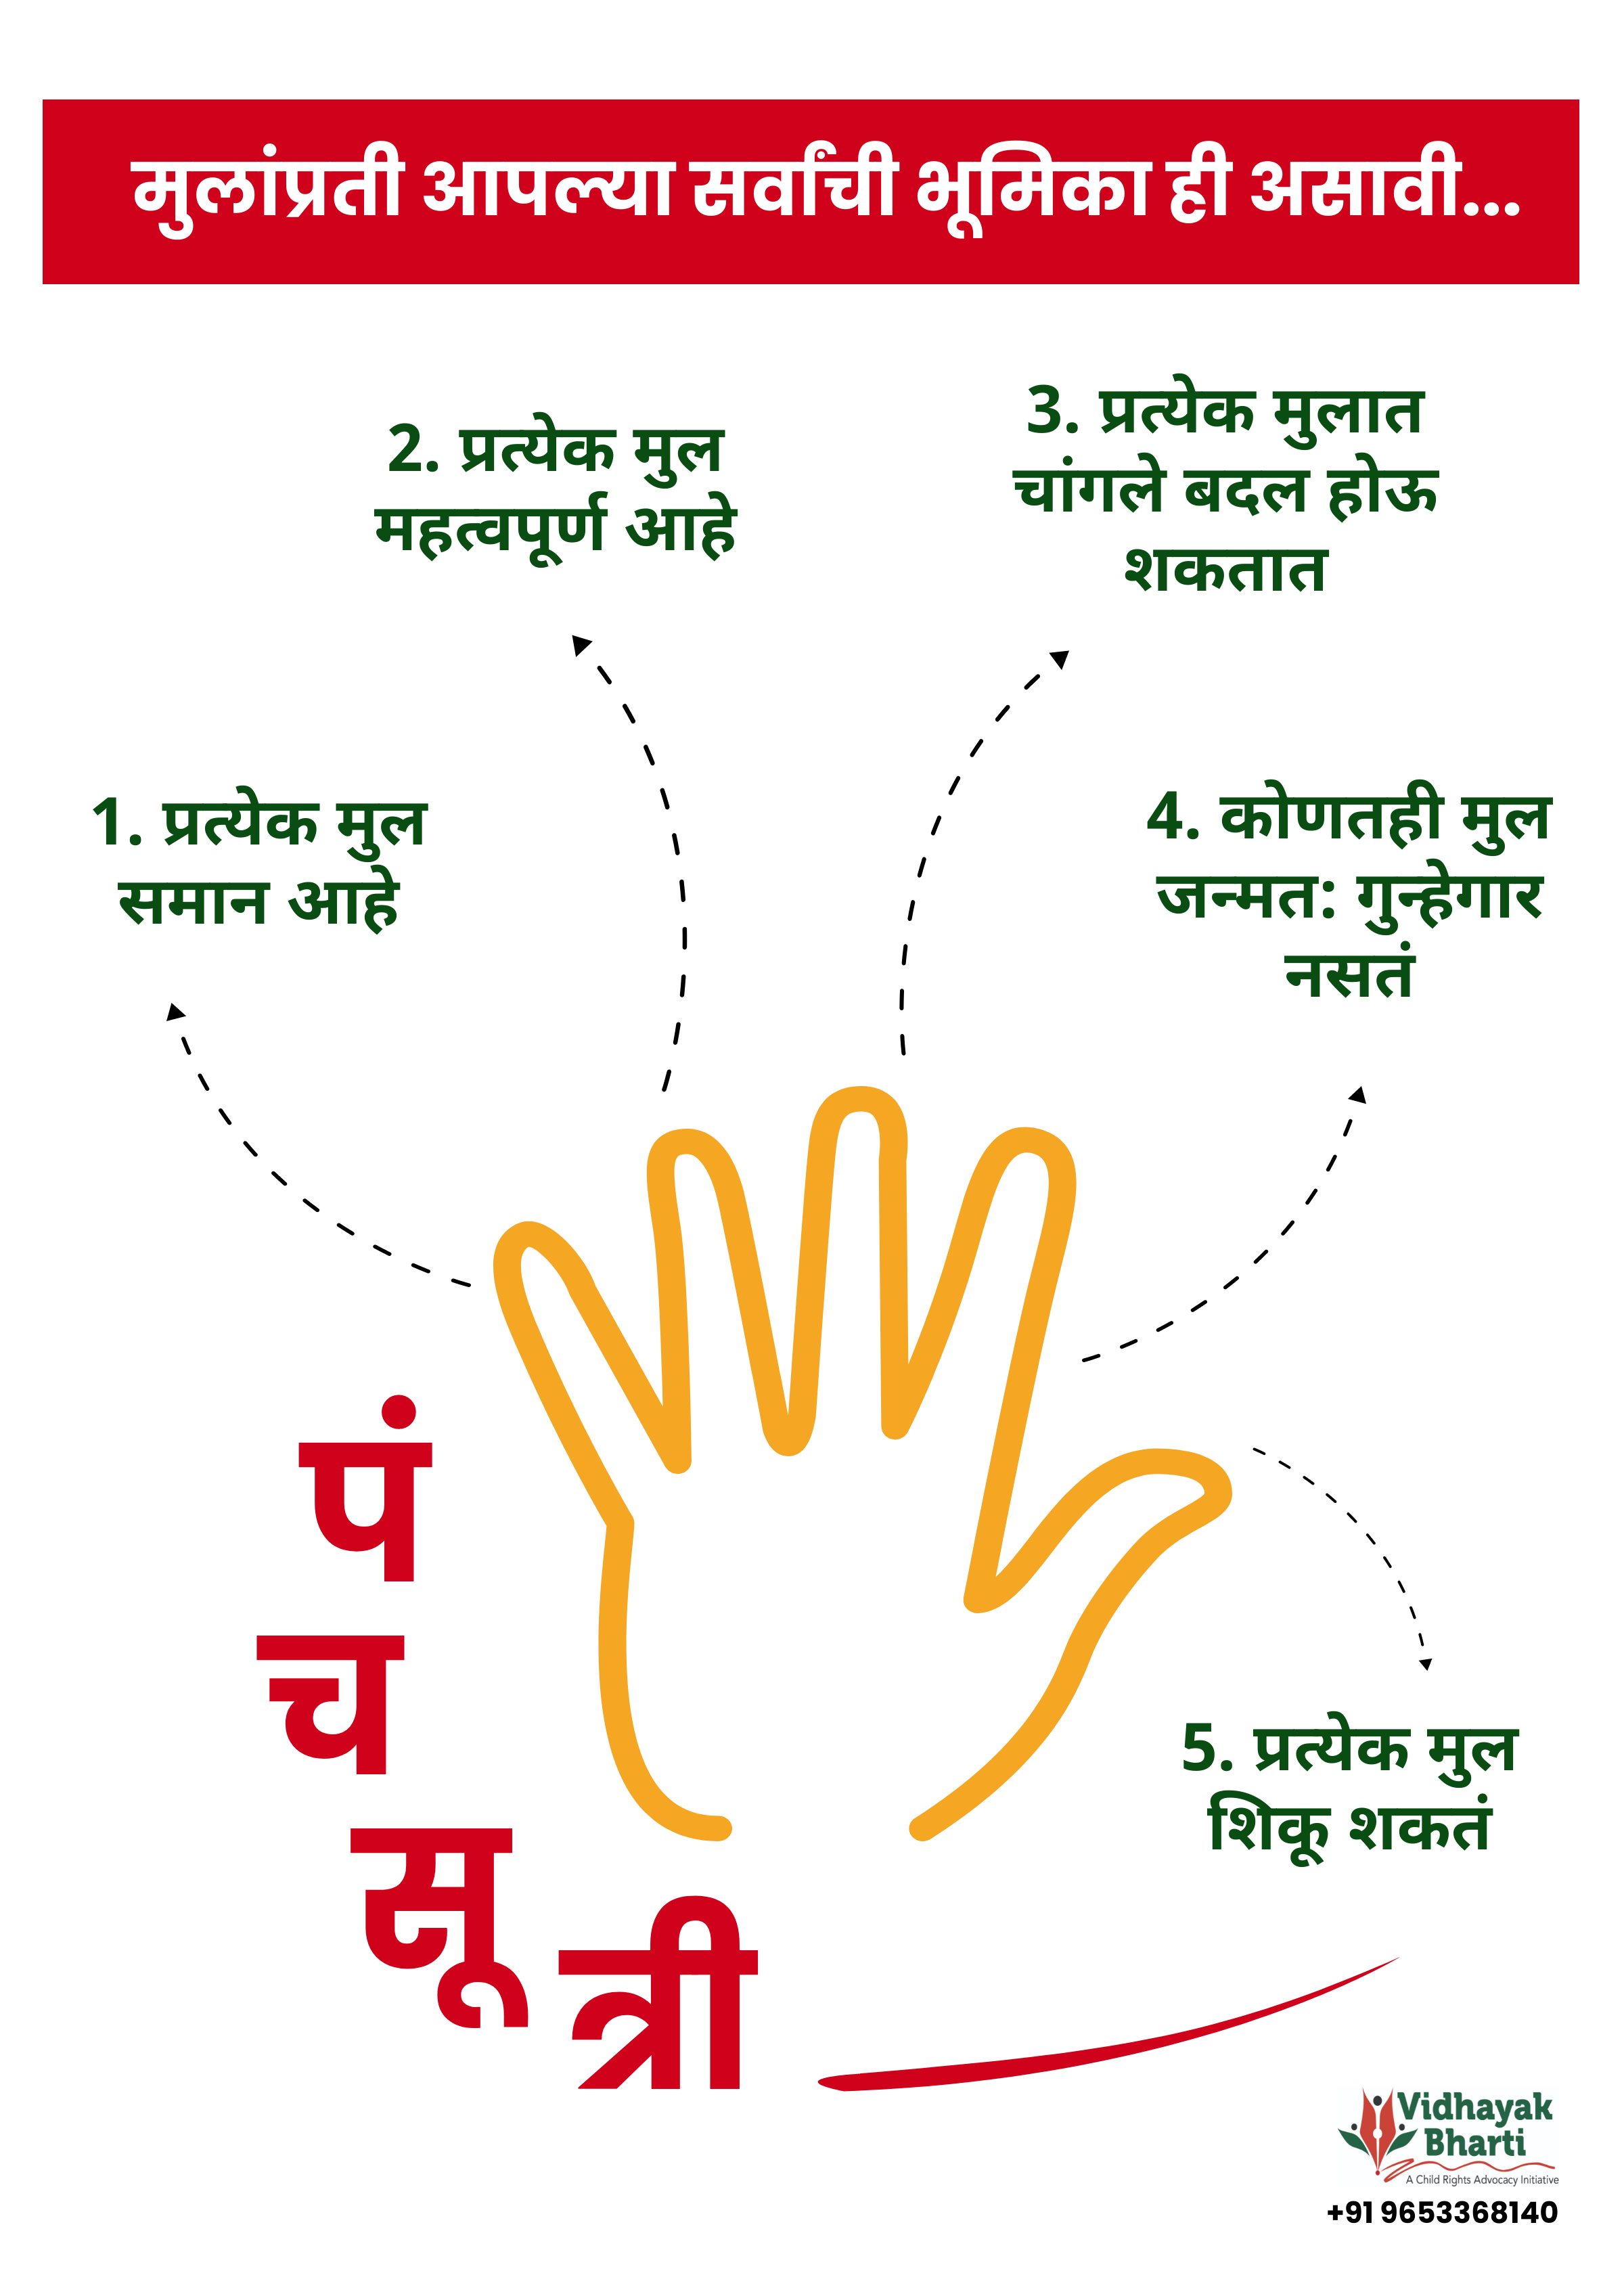 मुलांप्रती आपल्या सर्वांची भूमिका ही असावी...
1. प्रत्येक मुल
समान आहे
2. प्रत्येक मुल
महत्वपूर्ण आहे
3. प्रत्येक मुलात
चांगले बदल होऊ
शकतात
4. कोणतही मुल
जन्मत: गुन्हेगार
नसतं
5. प्रत्येक मुल
शिकू शकतं
पं
च
सू
त्री
Vidhayak
Bharti
A Child Rights Advocacy Initiative
+91 9653368140